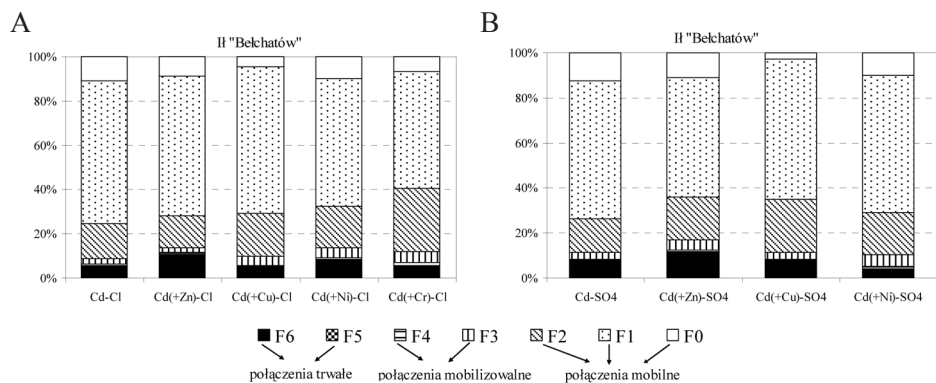 A
B
Ił "Bełchatów"
100%
80%
60%
40%
20%
0%
Cd-Cl Cd(+Zn)-Cl Cd(+Cu)-Cl Cd(+Ni)-Cl Cd(+Cr)-Cl
Ił "Bełchatów"
100%
80%
60%
40%
20%
0%
Cd-SO4 Cd(+Zn)-SO4 Cd(+Cu)-SO4 Cd(+Ni)-SO4
F6 F5 F4 F3 F2 F1 F0
połączenia trwałe połączenia mobilizowalne połączenia mobilne